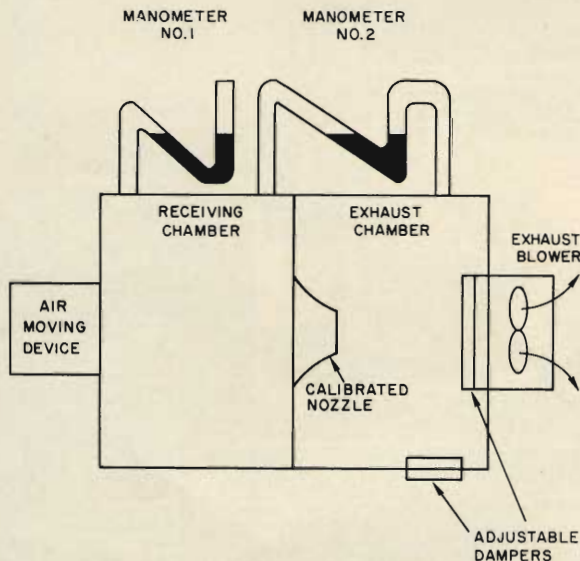 MANOMETER
NO.1
MANOMETER
NO.2
RECEIVING
CHAMBER
EXHAUST
CHAMBER
EXHAUST
BLOWER
AIR
MOVING
DEVICE
CALIBRATED
NOZZLE
ADJUSTABLE
DAMPERS